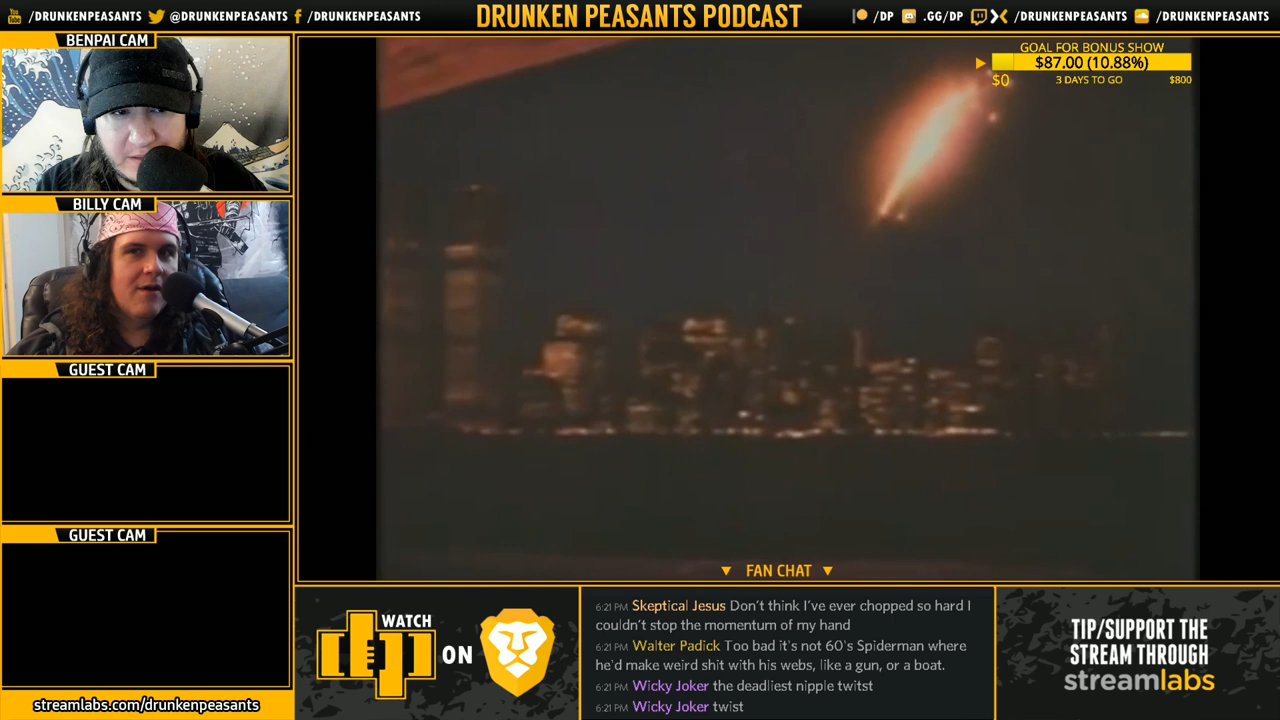 You Tube /DRUNKENPEASANTS @DRUNKENPEASANTS /DRUNKENPEASANTS
DRUNKEN PEASANTS PODCAST
/DP .GG/DP /DRUNKENPEASANTS /DRUNKENPEASANTS
BENPAI CAM
GOAL FOR BONUS SHOW
$87.00 (10.88%)
$0 3 DAYS TO GO $800
BILLY CAM
GUEST CAM
GUEST CAM
streamlabs.com/drunkenpeasants
WATCH
ON
▼ FAN CHAT ▼
6:21 PM Skeptical Jesus Don't think I've ever chopped so hard I
couldn't stop the momentum of my hand
6:21 PM Walter Padick Too bad it's not 60's Spiderman where
he'd make weird shit with his webs, like a gun, or a boat.
6:21 PM Wicky Joker the deadliest nipple twitst
6:21 PM Wicky Joker twist
TIP/SUPPORT THE
STREAM THROUGH
streamlabs